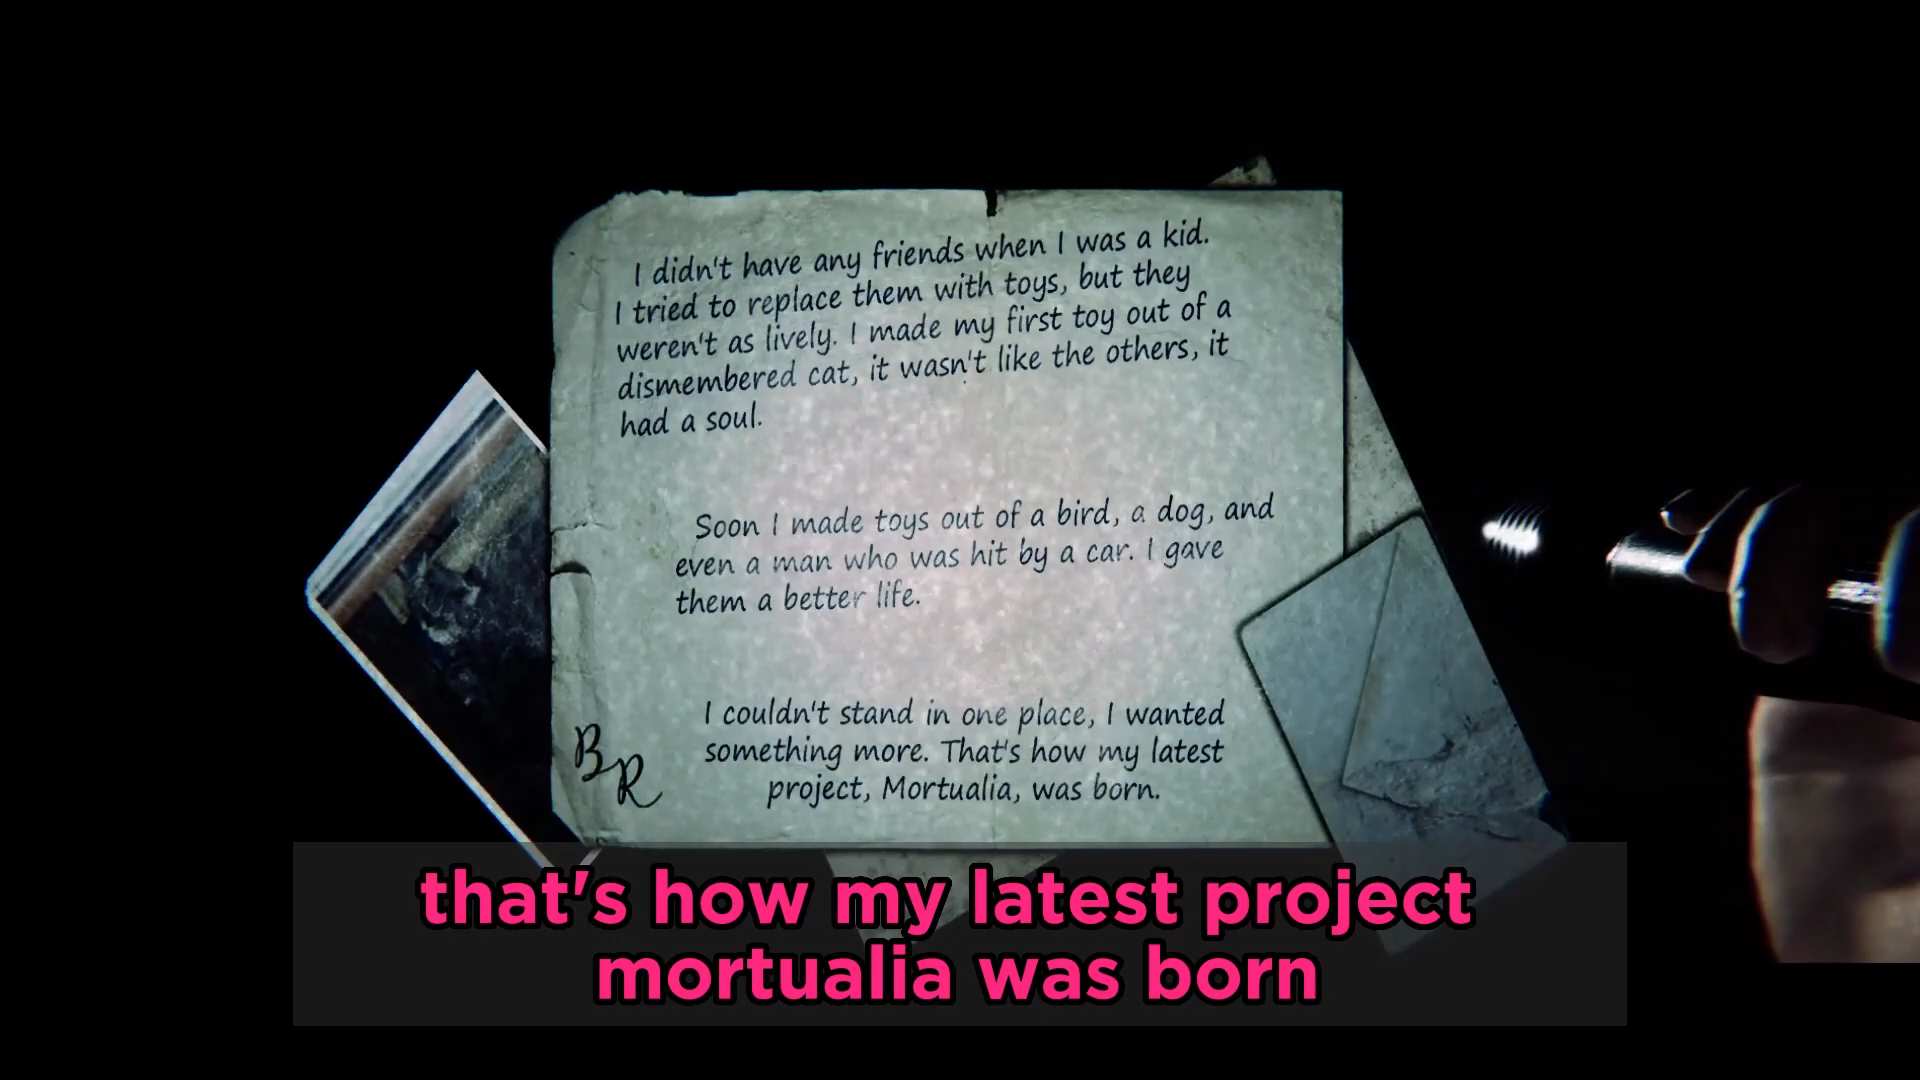 I didn't have any friends when I was a kid.
I tried to replace them with toys, but they
weren't as lively. I made my first toy out of a
dismembered cat, it wasn't like the others, it
had a soul.
Soon I made toys out of a bird, a dog, and
even a man who was hit by a car. I gave
them a better life.
I couldn't stand in one place, I wanted
something more. That's how my latest
project, Mortualia, was born.
BR
that's how my latest project
mortualia was born